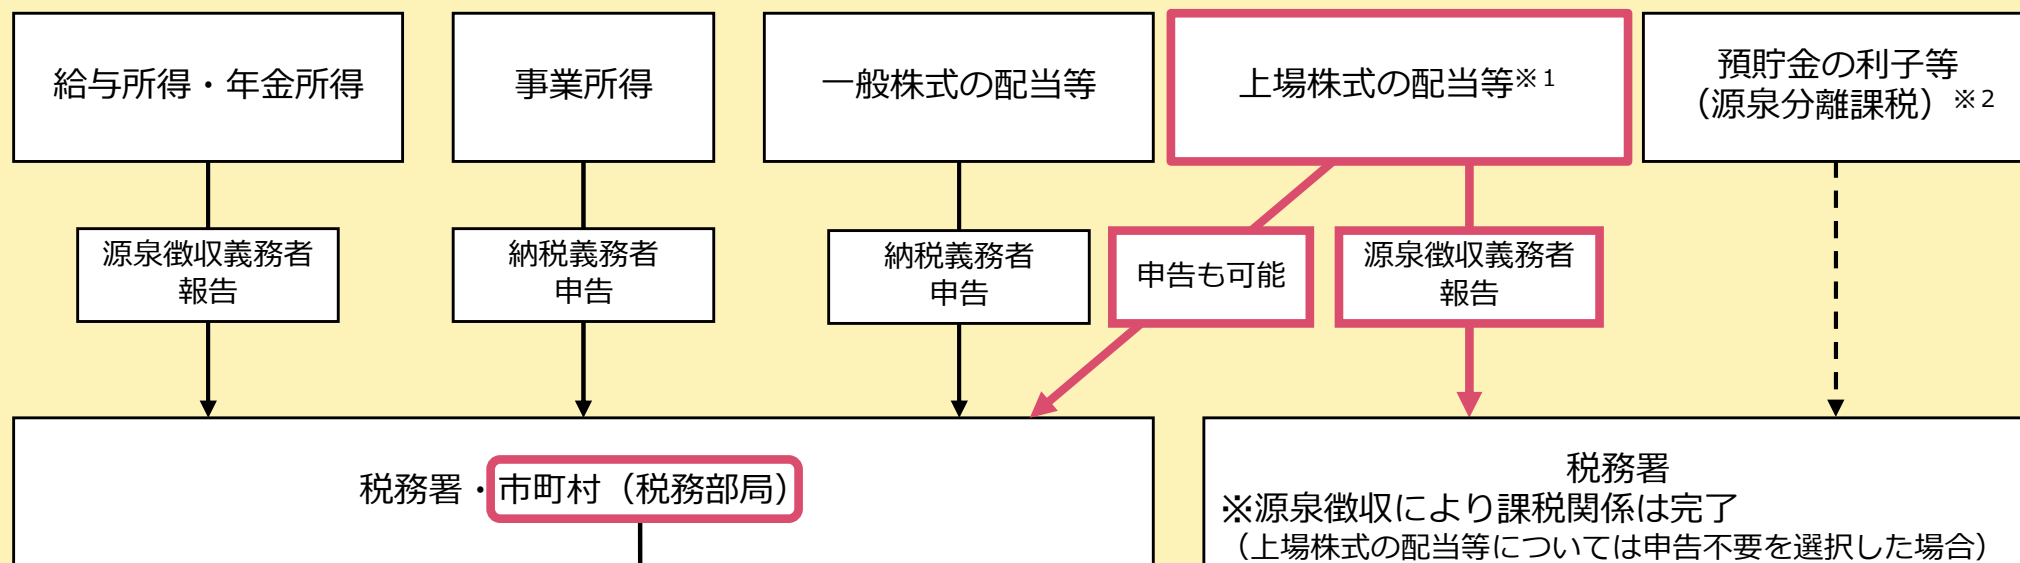 給与所得・年金所得
事業所得
一般株式の配当等
上場株式の配当等※1
預貯金の利子等
（源泉分離課税）※2
源泉徴収義務者
報告
納税義務者
申告
納税義務者
申告
申告も可能
源泉徴収義務者
報告
税務署・市町村（税務部局）
税務署
※源泉徴収により課税関係は完了
（上場株式の配当等については申告不要を選択した場合）